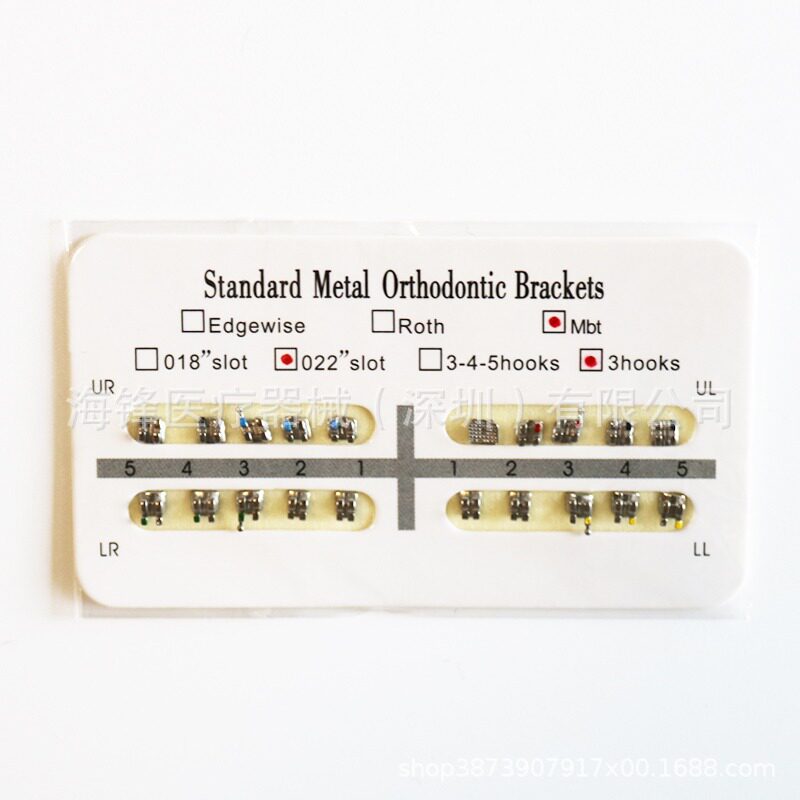 Standard Metal Orthodontic Brackets
Edgewise Roth Mbt
018”slot 022”slot 3-4-5hooks 3hooks
UR UL
海锋医疗器械（深圳）有限公司
5 4 3 2 1 1 2 3 4 5
LR LL
shop3873907917x00.1688.com